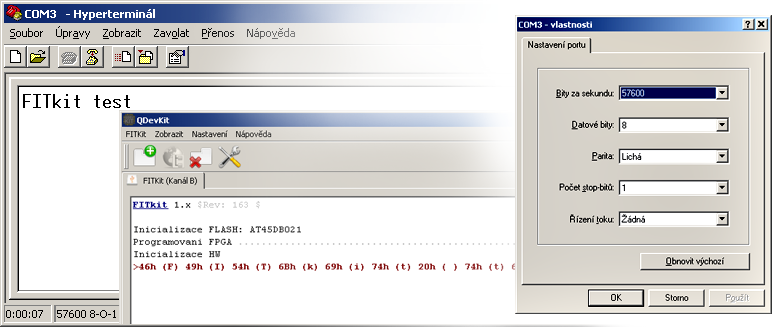 COM3 - Hyperterminál
Soubor Úpravy Zobrazit Zavolat Přenos Nápověda
FITkit test
0:00:07 57600 8-O-1
QDevKit
FITKit Zobrazit Nastavení Nápověda
FITKit (Kanál B)
FITkit 1.x $Rev: 163 $
Inicializace FLASH: AT45DB021
Programovani FPGA ..............................................
Inicializace HW
>46h (F) 49h (I) 54h (T) 6Bh (k) 69h (i) 74h (t) 20h ( ) 74h (t) 6
COM3 - vlastnosti
Nastavení portu
Bity za sekundu: 57600
Datové bity: 8
Parita: Lichá
Počet stop-bitů: 1
Řízení toku: Žádná
Obnovit výchozí
OK Storno Použít